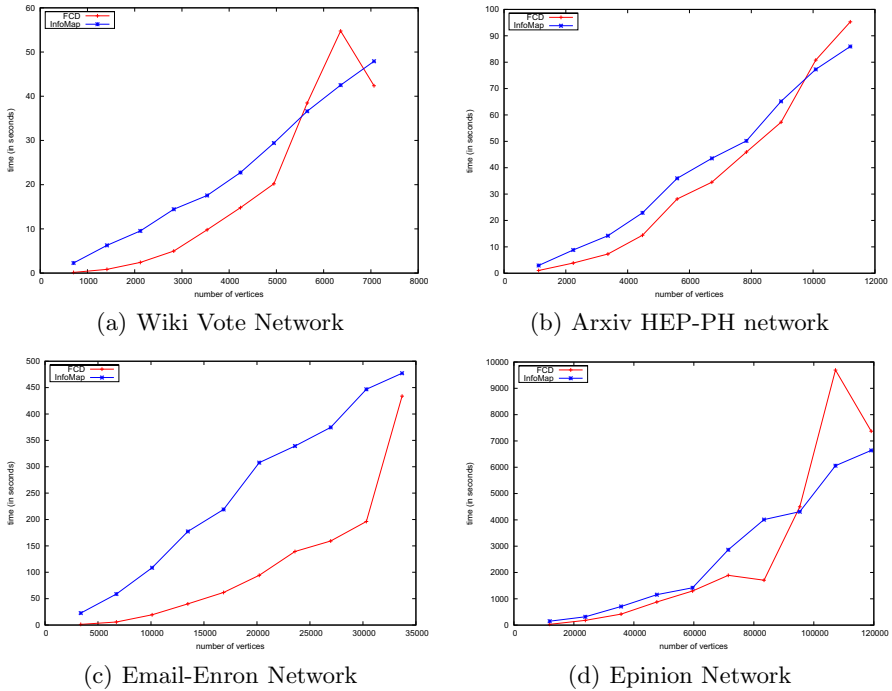 FCD
InfoMap
60
50
40
30
20
10
0
time (in seconds)
0 1000 2000 3000 4000 5000 6000 7000 8000
number of vertices
(a) Wiki Vote Network
FCD
InfoMap
100
90
80
70
60
50
40
30
20
10
0
time (in seconds)
0 2000 4000 6000 8000 10000 12000
number of vertices
(b) Arxiv HEP-PH network
FCD
InfoMap
500
450
400
350
300
250
200
150
100
50
0
time (in seconds)
0 5000 10000 15000 20000 25000 30000 35000
number of vertices
(c) Email-Enron Network
FCD
InfoMap
10000
9000
8000
7000
6000
5000
4000
3000
2000
1000
0
time (in seconds)
0 20000 40000 60000 80000 100000 120000
number of vertices
(d) Epinion Network